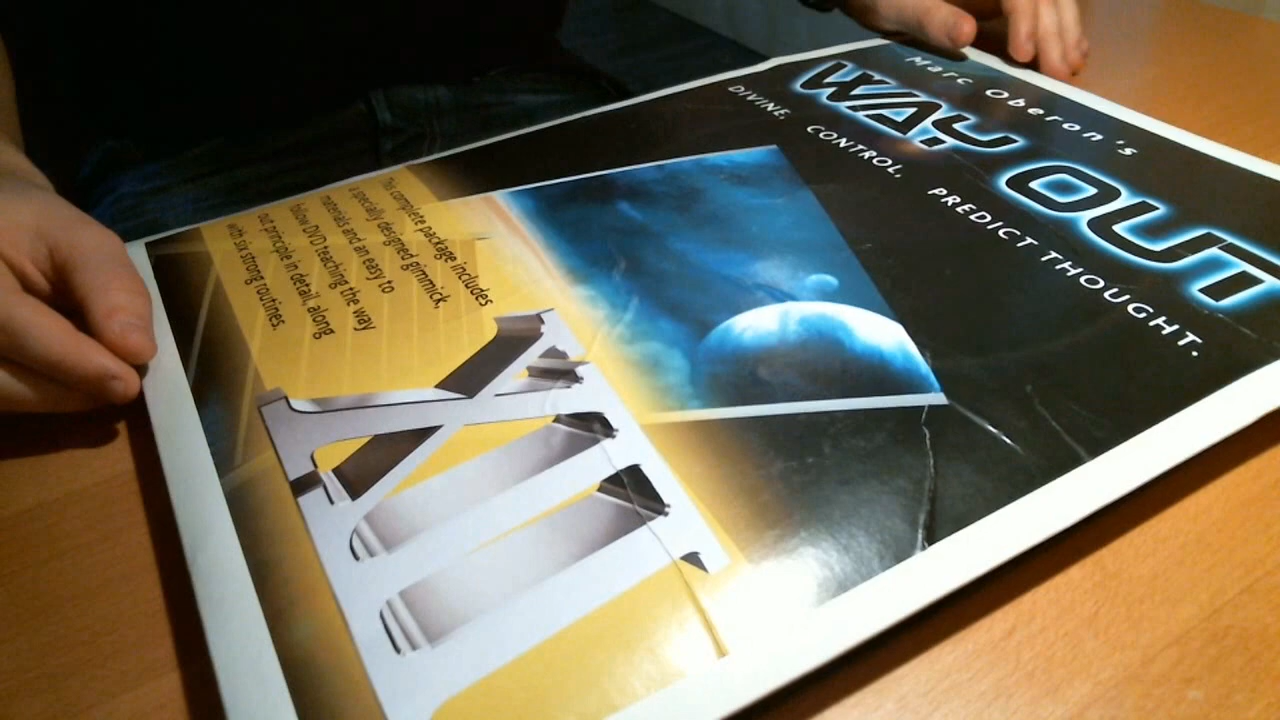 Marc Oberon's
WAY OUT
DIVINE, CONTROL, PREDICT THOUGHT.
This complete package includes
a specially designed gimmick,
materials and an easy to
follow DVD teaching the way
out principle in detail, along
with six strong routines.